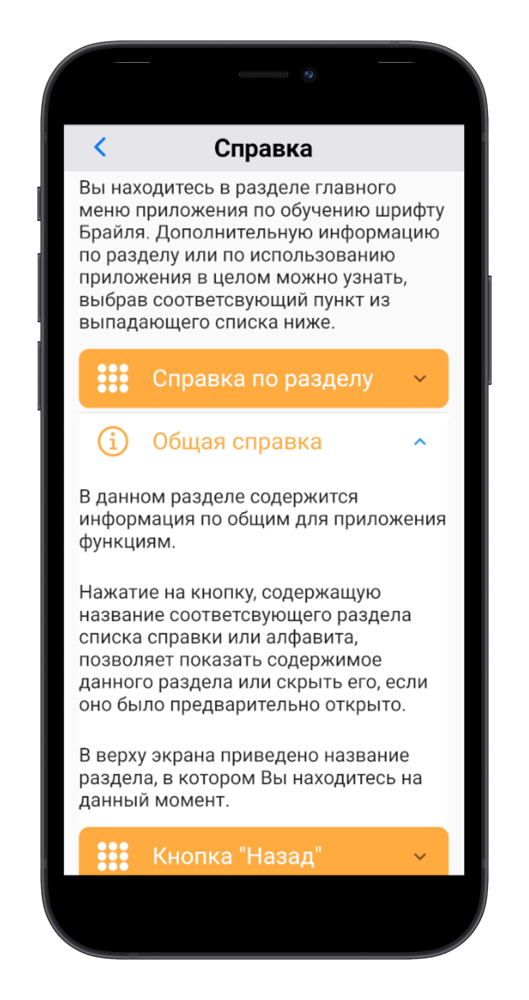 Справка
Вы находитесь в разделе главного
меню приложения по обучению шрифту
Брайля. Дополнительную информацию
по разделу или по использованию
приложения в целом можно узнать,
выбрав соответсвующий пункт из
выпадающего списка ниже.
Справка по разделу
Общая справка
В данном разделе содержится
информация по общим для приложения
функциям.
Нажатие на кнопку, содержащую
название соответсвующего раздела
списка справки или алфавита,
позволяет показать содержимое
данного раздела или скрыть его, если
оно было предварительно открыто.
В верху экрана приведено название
раздела, в котором Вы находитесь на
данный момент.
Кнопка "Назад"